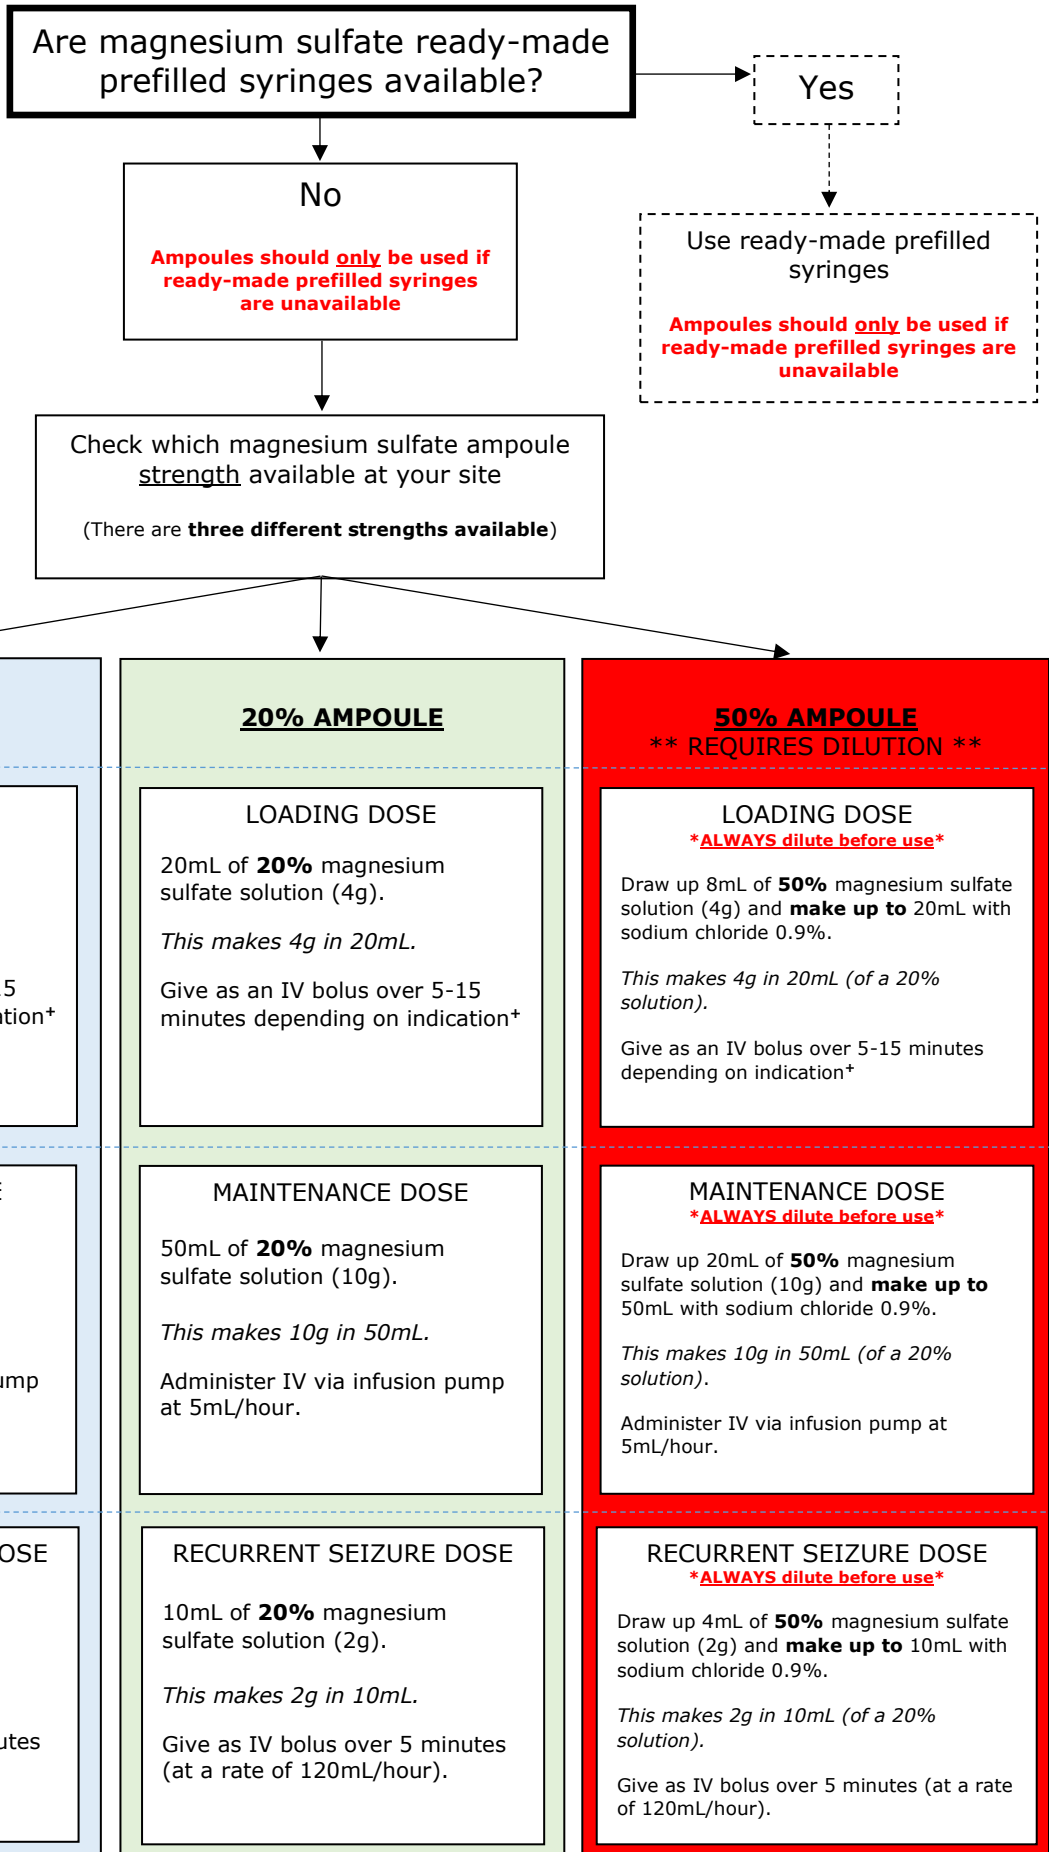 Are magnesium sulfate ready-made
prefilled syringes available?
Yes
No
Ampoules should only be used if
ready-made prefilled syringes
are unavailable
Use ready-made prefilled
syringes
Ampoules should only be used if
ready-made prefilled syringes are
unavailable
Check which magnesium sulfate ampoule
strength available at your site
(There are three different strengths available)
20% AMPOULE
LOADING DOSE
20mL of 20% magnesium
sulfate solution (4g).
This makes 4g in 20mL.
Give as an IV bolus over 5-15
minutes depending on indication+
MAINTENANCE DOSE
50mL of 20% magnesium
sulfate solution (10g).
This makes 10g in 50mL.
Administer IV via infusion pump
at 5mL/hour.
RECURRENT SEIZURE DOSE
10mL of 20% magnesium
sulfate solution (2g).
This makes 2g in 10mL.
Give as IV bolus over 5 minutes
(at a rate of 120mL/hour).
50% AMPOULE
** REQUIRES DILUTION **
LOADING DOSE
*ALWAYS dilute before use*
Draw up 8mL of 50% magnesium sulfate
solution (4g) and make up to 20mL with
sodium chloride 0.9%.
This makes 4g in 20mL (of a 20%
solution).
Give as an IV bolus over 5-15 minutes
depending on indication+
MAINTENANCE DOSE
*ALWAYS dilute before use*
Draw up 20mL of 50% magnesium
sulfate solution (10g) and make up to
50mL with sodium chloride 0.9%.
This makes 10g in 50mL (of a 20%
solution).
Administer IV via infusion pump at
5mL/hour.
RECURRENT SEIZURE DOSE
*ALWAYS dilute before use*
Draw up 4mL of 50% magnesium sulfate
solution (2g) and make up to 10mL with
sodium chloride 0.9%.
This makes 2g in 10mL (of a 20%
solution).
Give as IV bolus over 5 minutes (at a rate
of 120mL/hour).